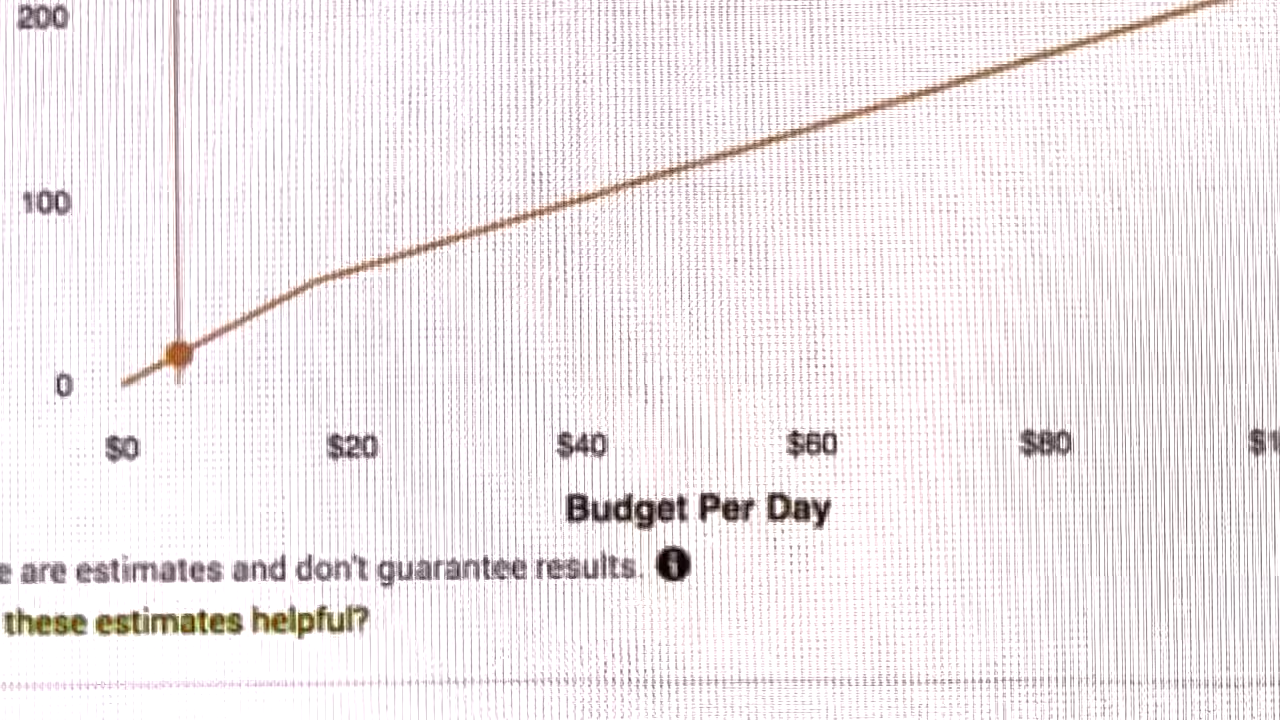 200
100
0
$0 $20 $40 $60 $80
Budget Per Day
are estimates and don't guarantee results.
these estimates helpful?